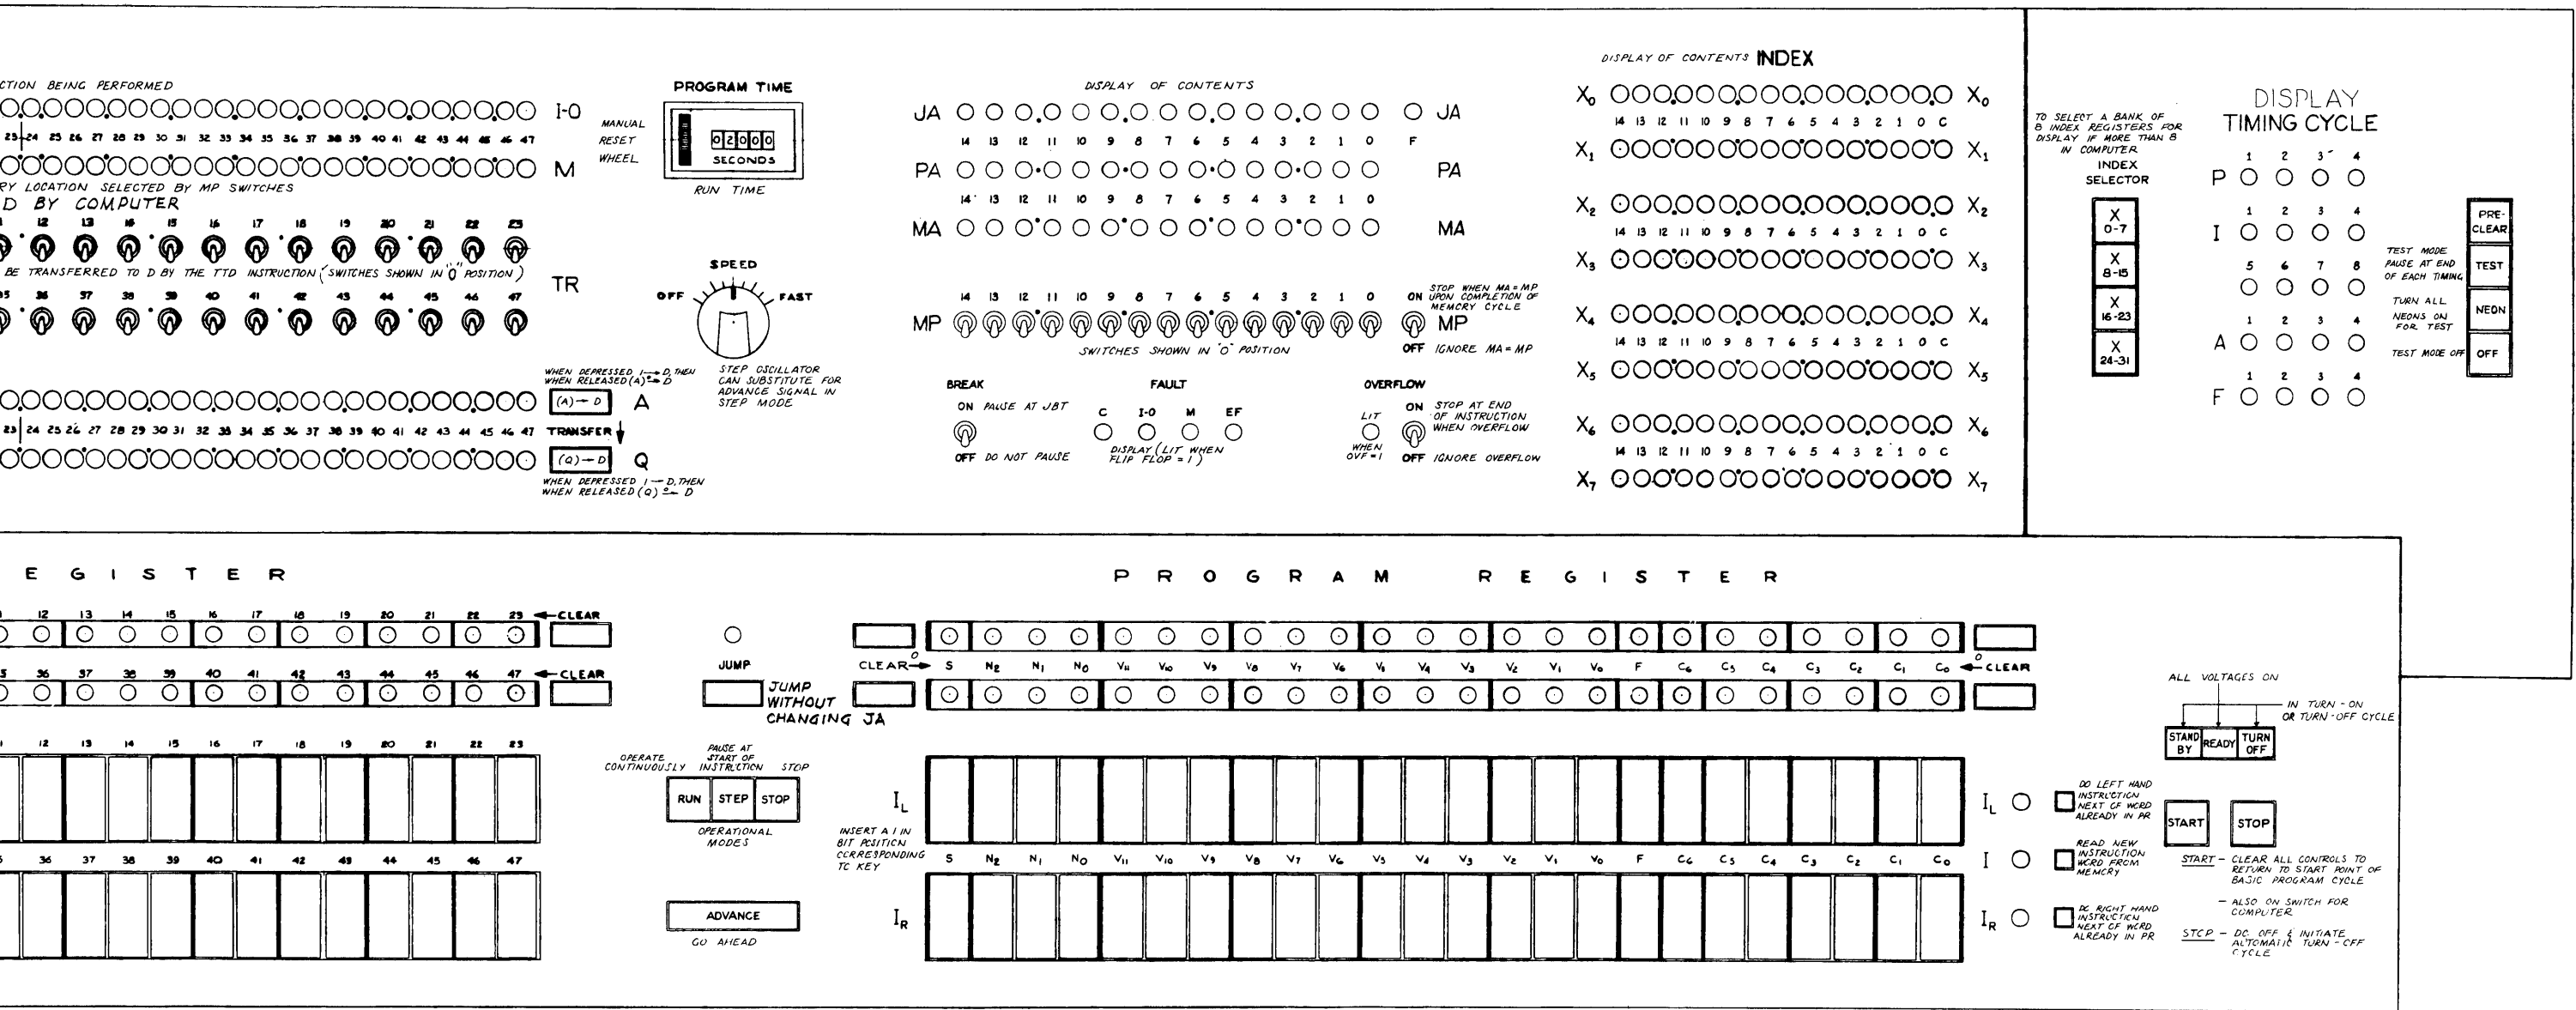 CTION BEING PERFORMED
I-O
23 24 25 26 27 28 29 30 31 32 33 34 35 36 37 38 39 40 41 42 43 44 45 46 47
M
RY LOCATION SELECTED BY MP SWITCHES
D BY COMPUTER
12 13 14 15 16 17 18 19 20 21 22 23
BE TRANSFERRED TO D BY THE TTD INSTRUCTION (SWITCHES SHOWN IN "O" POSITION)
TR
35 36 37 38 39 40 41 42 43 44 45 46 47
WHEN DEPRESSED 1→D, THEN
WHEN RELEASED (A)→D
(A)→D A
23 24 25 26 27 28 29 30 31 32 33 34 35 36 37 38 39 40 41 42 43 44 45 46 47 TRANSFER
(Q)→D Q
WHEN DEPRESSED 1→D, THEN
WHEN RELEASED (Q)→D
PROGRAM TIME
MANUAL
RESET
WHEEL
02000
SECONDS
RUN TIME
SPEED
OFF FAST
STEP OSCILLATOR
CAN SUBSTITUTE FOR
ADVANCE SIGNAL IN
STEP MODE
DISPLAY OF CONTENTS
JA JA
14 13 12 11 10 9 8 7 6 5 4 3 2 1 0 F
PA PA
14 13 12 11 10 9 8 7 6 5 4 3 2 1 0
MA MA
14 13 12 11 10 9 8 7 6 5 4 3 2 1 0
MP MP
SWITCHES SHOWN IN "O" POSITION
ON STOP WHEN MA=MP
UPON COMPLETION OF
MEMORY CYCLE
OFF IGNORE MA=MP
BREAK
ON PAUSE AT JBT
OFF DO NOT PAUSE
FAULT
C I-O M EF
DISPLAY (LIT WHEN
FLIP FLOP = 1)
OVERFLOW
LIT
WHEN
OVF=1
ON STOP AT END
OF INSTRUCTION
WHEN OVERFLOW
OFF IGNORE OVERFLOW
DISPLAY OF CONTENTS INDEX
X0 X0
14 13 12 11 10 9 8 7 6 5 4 3 2 1 0 C
X1 X1
X2 X2
14 13 12 11 10 9 8 7 6 5 4 3 2 1 0 C
X3 X3
X4 X4
14 13 12 11 10 9 8 7 6 5 4 3 2 1 0 C
X5 X5
X6 X6
14 13 12 11 10 9 8 7 6 5 4 3 2 1 0 C
X7 X7
TO SELECT A BANK OF
8 INDEX REGISTERS FOR
DISPLAY IF MORE THAN 8
IN COMPUTER
INDEX
SELECTOR
X
0-7
X
8-15
X
16-23
X
24-31
DISPLAY
TIMING CYCLE
1 2 3 4
P
1 2 3 4
I
5 6 7 8
1 2 3 4
A
1 2 3 4
F
PRE-
CLEAR
TEST MODE
PAUSE AT END
OF EACH TIMING
TEST
TURN ALL
NEONS ON
FOR TEST
NEON
TEST MODE OFF
OFF
EGISTER
12 13 14 15 16 17 18 19 20 21 22 23 ←CLEAR
36 37 38 39 40 41 42 43 44 45 46 47 ←CLEAR
12 13 14 15 16 17 18 19 20 21 22 23
36 37 38 39 40 41 42 43 44 45 46 47
JUMP
JUMP
WITHOUT
CHANGING JA
OPERATE
CONTINUOUSLY
PAUSE AT
START OF
INSTRUCTION
STOP
RUN STEP STOP
OPERATIONAL
MODES
ADVANCE
GO AHEAD
PROGRAM REGISTER
0 0
CLEAR→ S N2 N1 N0 V11 V10 V9 V8 V7 V6 V5 V4 V3 V2 V1 V0 F C6 C5 C4 C3 C2 C1 C0 ←CLEAR
IL
INSERT A 1 IN
BIT POSITION
CORRESPONDING
TO KEY
S N2 N1 N0 V11 V10 V9 V8 V7 V6 V5 V4 V3 V2 V1 V0 F C6 C5 C4 C3 C2 C1 C0
IR
IL
DO LEFT HAND
INSTRUCTION
NEXT OF WORD
ALREADY IN PR
I
READ NEW
INSTRUCTION
WORD FROM
MEMORY
IR
DO RIGHT HAND
INSTRUCTION
NEXT OF WORD
ALREADY IN PR
ALL VOLTAGES ON
IN TURN-ON
OR TURN-OFF CYCLE
STAND
BY
READY
TURN
OFF
START STOP
START – CLEAR ALL CONTROLS TO
RETURN TO START POINT OF
BASIC PROGRAM CYCLE
– ALSO ON SWITCH FOR
COMPUTER
STOP – DC OFF & INITIATE
AUTOMATIC TURN-OFF
CYCLE